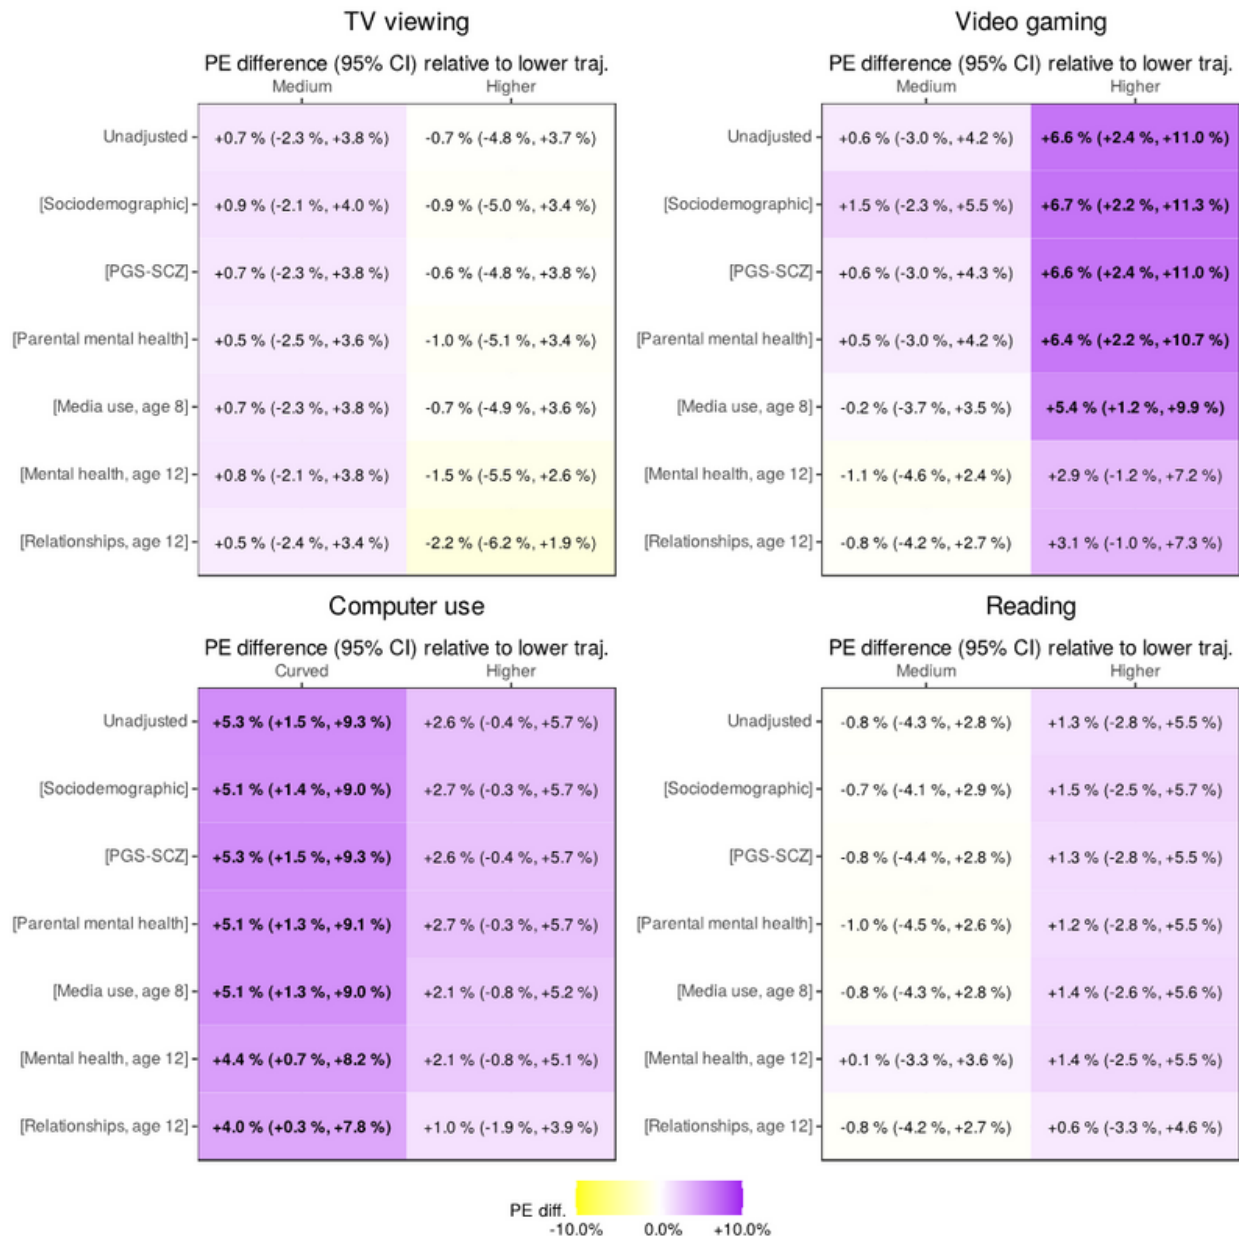 TV viewing
PE difference (95% CI) relative to lower traj.
Medium Higher
Unadjusted +0.7 % (-2.3 %, +3.8 %) -0.7 % (-4.8 %, +3.7 %)
[Sociodemographic] +0.9 % (-2.1 %, +4.0 %) -0.9 % (-5.0 %, +3.4 %)
[PGS-SCZ] +0.7 % (-2.3 %, +3.8 %) -0.6 % (-4.8 %, +3.8 %)
[Parental mental health] +0.5 % (-2.5 %, +3.6 %) -1.0 % (-5.1 %, +3.4 %)
[Media use, age 8] +0.7 % (-2.3 %, +3.8 %) -0.7 % (-4.9 %, +3.6 %)
[Mental health, age 12] +0.8 % (-2.1 %, +3.8 %) -1.5 % (-5.5 %, +2.6 %)
[Relationships, age 12] +0.5 % (-2.4 %, +3.4 %) -2.2 % (-6.2 %, +1.9 %)
Video gaming
PE difference (95% CI) relative to lower traj.
Medium Higher
Unadjusted +0.6 % (-3.0 %, +4.2 %) +6.6 % (+2.4 %, +11.0 %)
[Sociodemographic] +1.5 % (-2.3 %, +5.5 %) +6.7 % (+2.2 %, +11.3 %)
[PGS-SCZ] +0.6 % (-3.0 %, +4.3 %) +6.6 % (+2.4 %, +11.0 %)
[Parental mental health] +0.5 % (-3.0 %, +4.2 %) +6.4 % (+2.2 %, +10.7 %)
[Media use, age 8] -0.2 % (-3.7 %, +3.5 %) +5.4 % (+1.2 %, +9.9 %)
[Mental health, age 12] -1.1 % (-4.6 %, +2.4 %) +2.9 % (-1.2 %, +7.2 %)
[Relationships, age 12] -0.8 % (-4.2 %, +2.7 %) +3.1 % (-1.0 %, +7.3 %)
Computer use
PE difference (95% CI) relative to lower traj.
Curved Higher
Unadjusted +5.3 % (+1.5 %, +9.3 %) +2.6 % (-0.4 %, +5.7 %)
[Sociodemographic] +5.1 % (+1.4 %, +9.0 %) +2.7 % (-0.3 %, +5.7 %)
[PGS-SCZ] +5.3 % (+1.5 %, +9.3 %) +2.6 % (-0.4 %, +5.7 %)
[Parental mental health] +5.1 % (+1.3 %, +9.1 %) +2.7 % (-0.3 %, +5.7 %)
[Media use, age 8] +5.1 % (+1.3 %, +9.0 %) +2.1 % (-0.8 %, +5.2 %)
[Mental health, age 12] +4.4 % (+0.7 %, +8.2 %) +2.1 % (-0.8 %, +5.1 %)
[Relationships, age 12] +4.0 % (+0.3 %, +7.8 %) +1.0 % (-1.9 %, +3.9 %)
Reading
PE difference (95% CI) relative to lower traj.
Medium Higher
Unadjusted -0.8 % (-4.3 %, +2.8 %) +1.3 % (-2.8 %, +5.5 %)
[Sociodemographic] -0.7 % (-4.1 %, +2.9 %) +1.5 % (-2.5 %, +5.7 %)
[PGS-SCZ] -0.8 % (-4.4 %, +2.8 %) +1.3 % (-2.8 %, +5.5 %)
[Parental mental health] -1.0 % (-4.5 %, +2.6 %) +1.2 % (-2.8 %, +5.5 %)
[Media use, age 8] -0.8 % (-4.3 %, +2.8 %) +1.4 % (-2.6 %, +5.6 %)
[Mental health, age 12] +0.1 % (-3.3 %, +3.6 %) +1.4 % (-2.5 %, +5.5 %)
[Relationships, age 12] -0.8 % (-4.2 %, +2.7 %) +0.6 % (-3.3 %, +4.6 %)
PE diff.
-10.0% 0.0% +10.0%